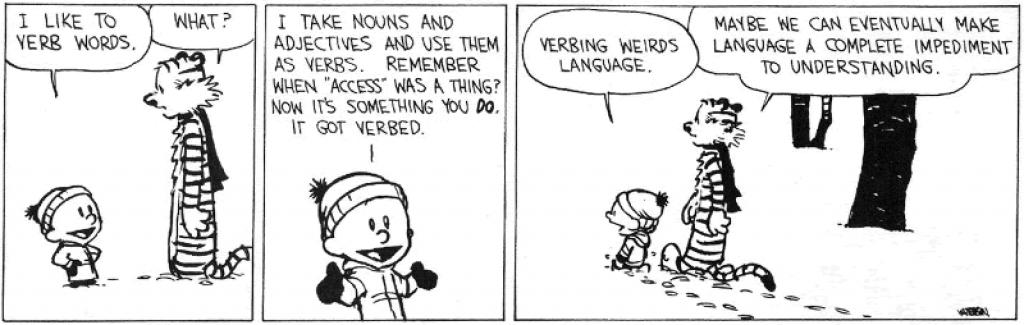 I LIKE TO
VERB WORDS.
WHAT?
I TAKE NOUNS AND
ADJECTIVES AND USE THEM
AS VERBS. REMEMBER
WHEN "ACCESS" WAS A THING?
NOW IT'S SOMETHING YOU DO.
IT GOT VERBED.
VERBING WEIRDS
LANGUAGE.
MAYBE WE CAN EVENTUALLY MAKE
LANGUAGE A COMPLETE IMPEDIMENT
TO UNDERSTANDING.
WATTERSON